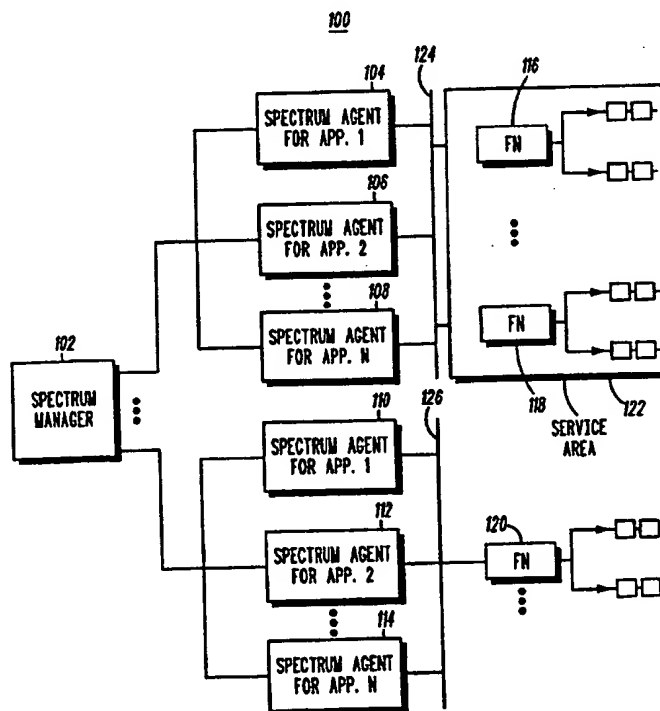 100
104
124
116
SPECTRUM AGENT
FOR APP. 1
FN
106
SPECTRUM AGENT
FOR APP. 2
108
SPECTRUM AGENT
FOR APP. N
FN
118
122
SERVICE
AREA
102
SPECTRUM
MANAGER
110
126
SPECTRUM AGENT
FOR APP. 1
112
SPECTRUM AGENT
FOR APP. 2
120
FN
114
SPECTRUM AGENT
FOR APP. N